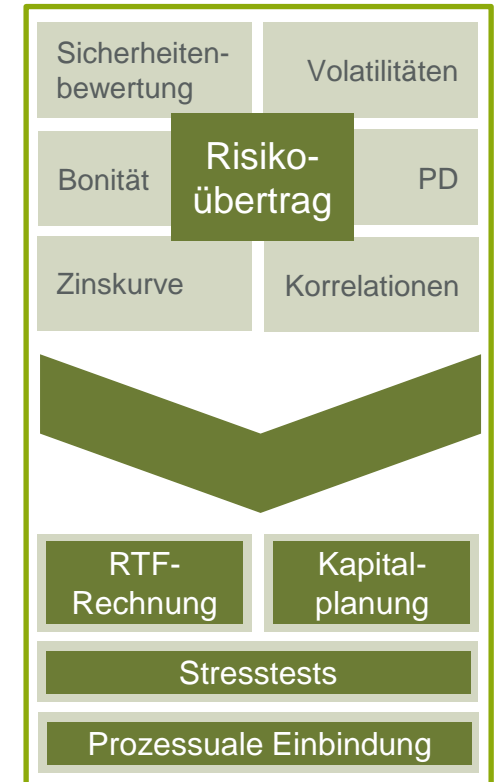 Sicherheiten-
bewertung
Volatilitäten
Bonität
Risiko-
übertrag
PD
Zinskurve
Korrelationen
RTF-
Rechnung
Kapital-
planung
Stresstests
Prozessuale Einbindung